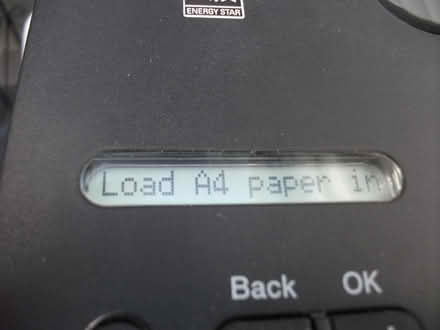 ENERGY STAR
Load A4 paper in
Back OK